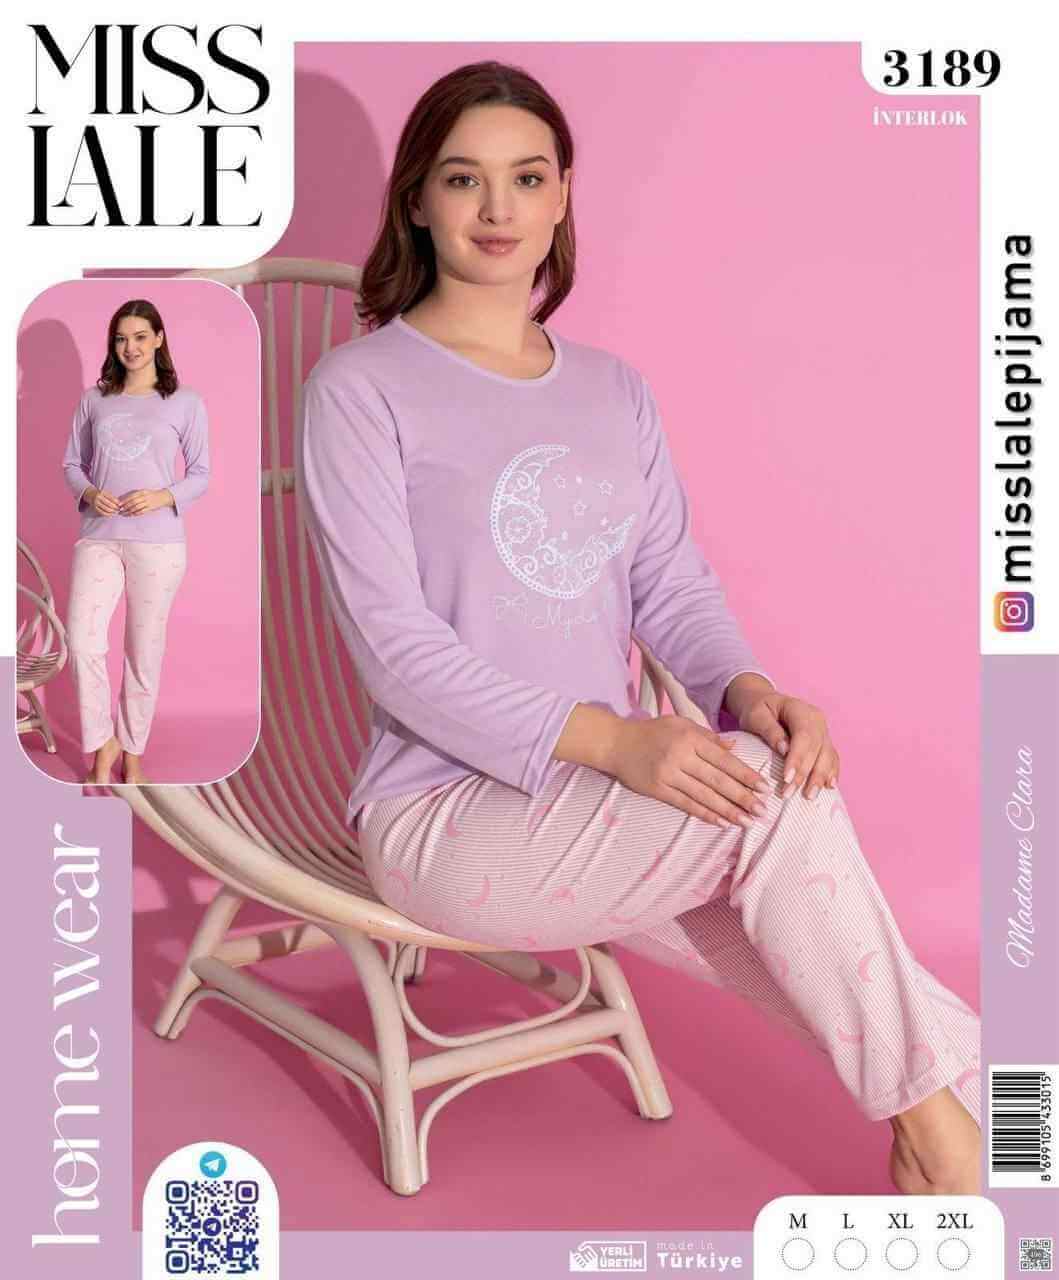 MISS
LALE
3189
İNTERLOK
misslalepijama
My
Madame Clara
home wear
8 699105 433015
M L XL 2XL
YERLİ
ÜRETİM
made in
Türkiye